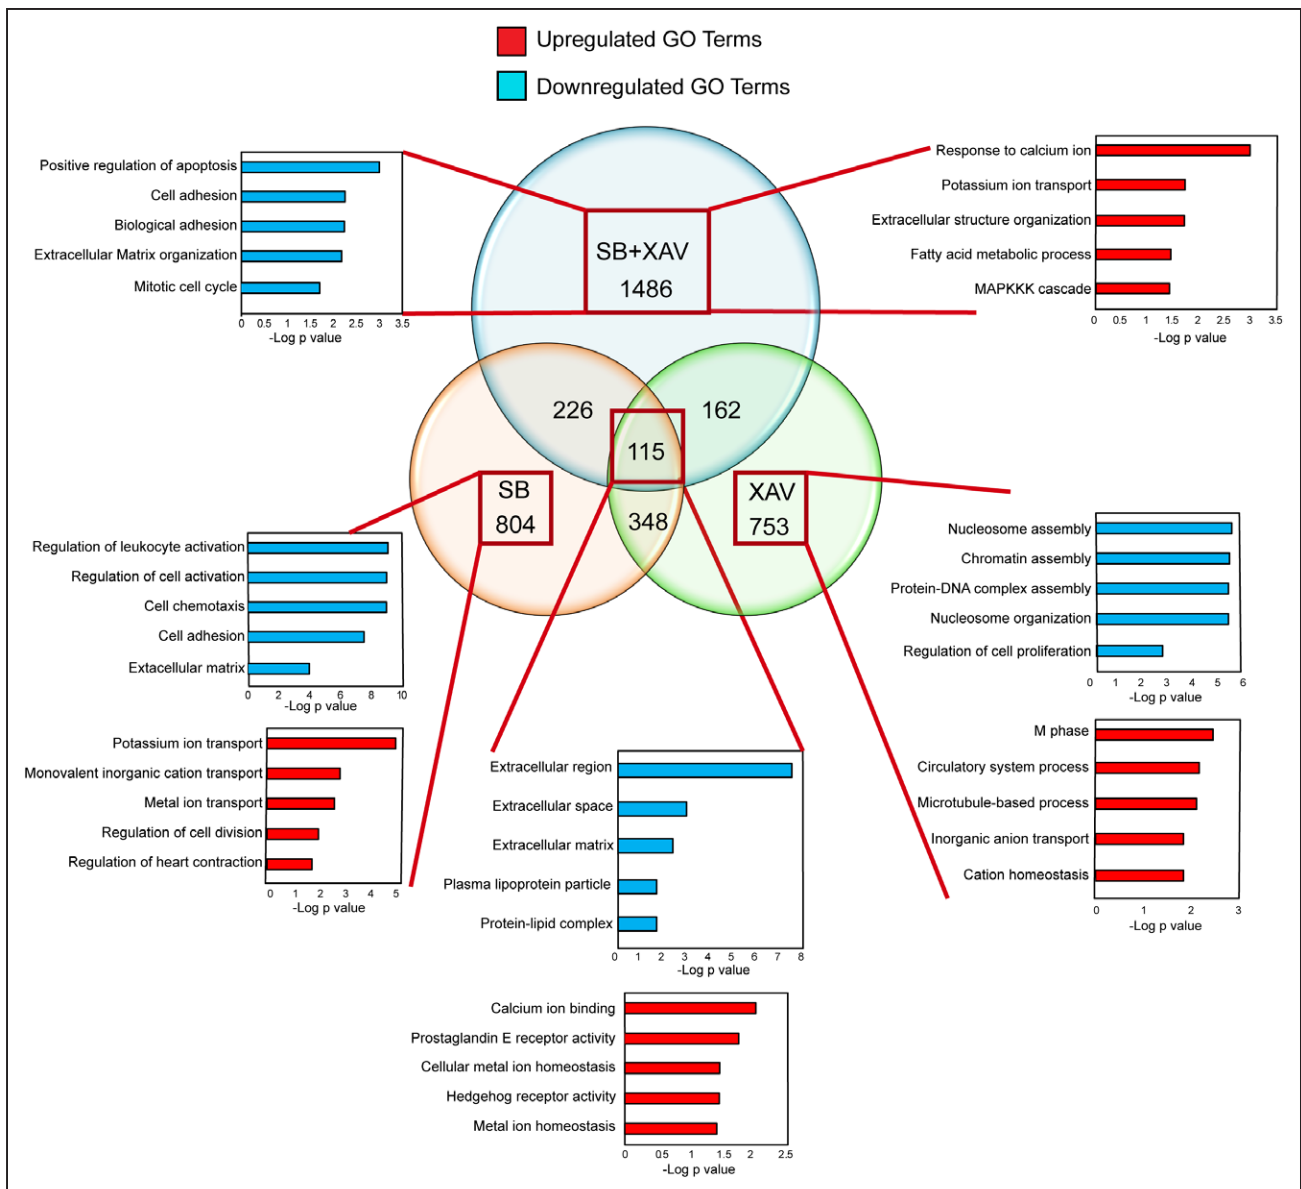 Upregulated GO Terms
Downregulated GO Terms
Positive regulation of apoptosis
Cell adhesion
Biological adhesion
Extracellular Matrix organization
Mitotic cell cycle
0 0.5 1 1.5 2 2.5 3 3.5
-Log p value
Response to calcium ion
Potassium ion transport
Extracellular structure organization
Fatty acid metabolic process
MAPKKK cascade
0 0.5 1 1.5 2 2.5 3 3.5
-Log p value
SB+XAV
1486
226
162
115
SB
804
XAV
753
348
Regulation of leukocyte activation
Regulation of cell activation
Cell chemotaxis
Cell adhesion
Extacellular matrix
0 2 4 6 8 10
-Log p value
Potassium ion transport
Monovalent inorganic cation transport
Metal ion transport
Regulation of cell division
Regulation of heart contraction
0 1 2 3 4 5
-Log p value
Nucleosome assembly
Chromatin assembly
Protein-DNA complex assembly
Nucleosome organization
Regulation of cell proliferation
0 1 2 3 4 5 6
-Log p value
M phase
Circulatory system process
Microtubule-based process
Inorganic anion transport
Cation homeostasis
0 1 2 3
-Log p value
Extracellular region
Extracellular space
Extracellular matrix
Plasma lipoprotein particle
Protein-lipid complex
0 1 2 3 4 5 6 7 8
-Log p value
Calcium ion binding
Prostaglandin E receptor activity
Cellular metal ion homeostasis
Hedgehog receptor activity
Metal ion homeostasis
0 0.5 1 1.5 2 2.5
-Log p value